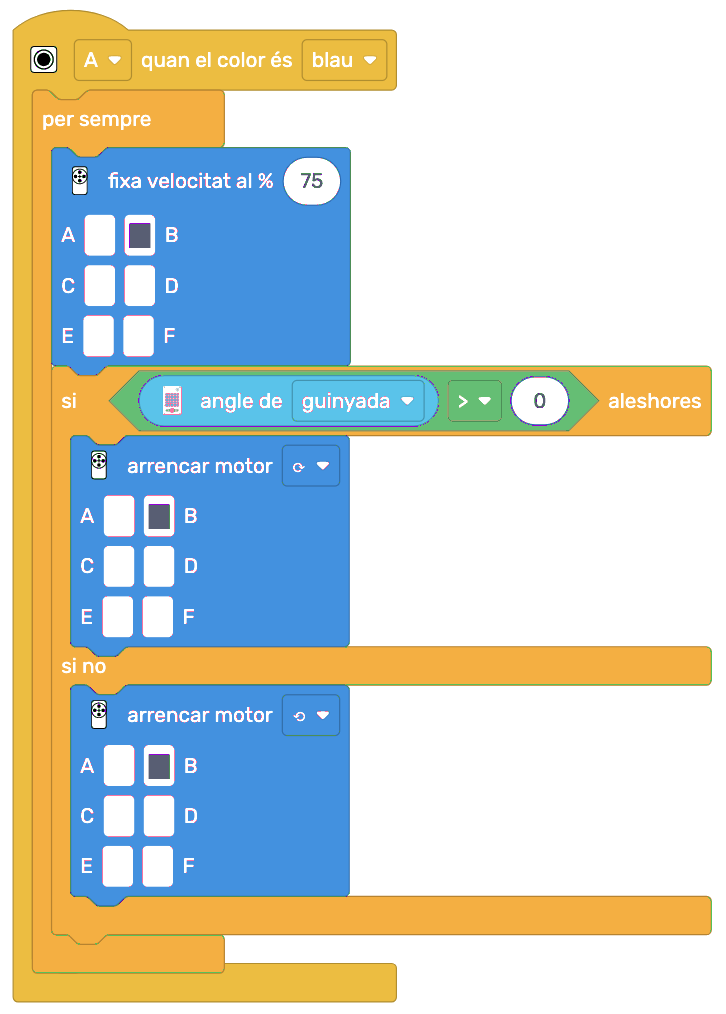 A quan el color és blau
per sempre
fixa velocitat al % 75
A B
C D
E F
si angle de guinyada > 0 aleshores
arrencar motor
A B
C D
E F
si no
arrencar motor
A B
C D
E F